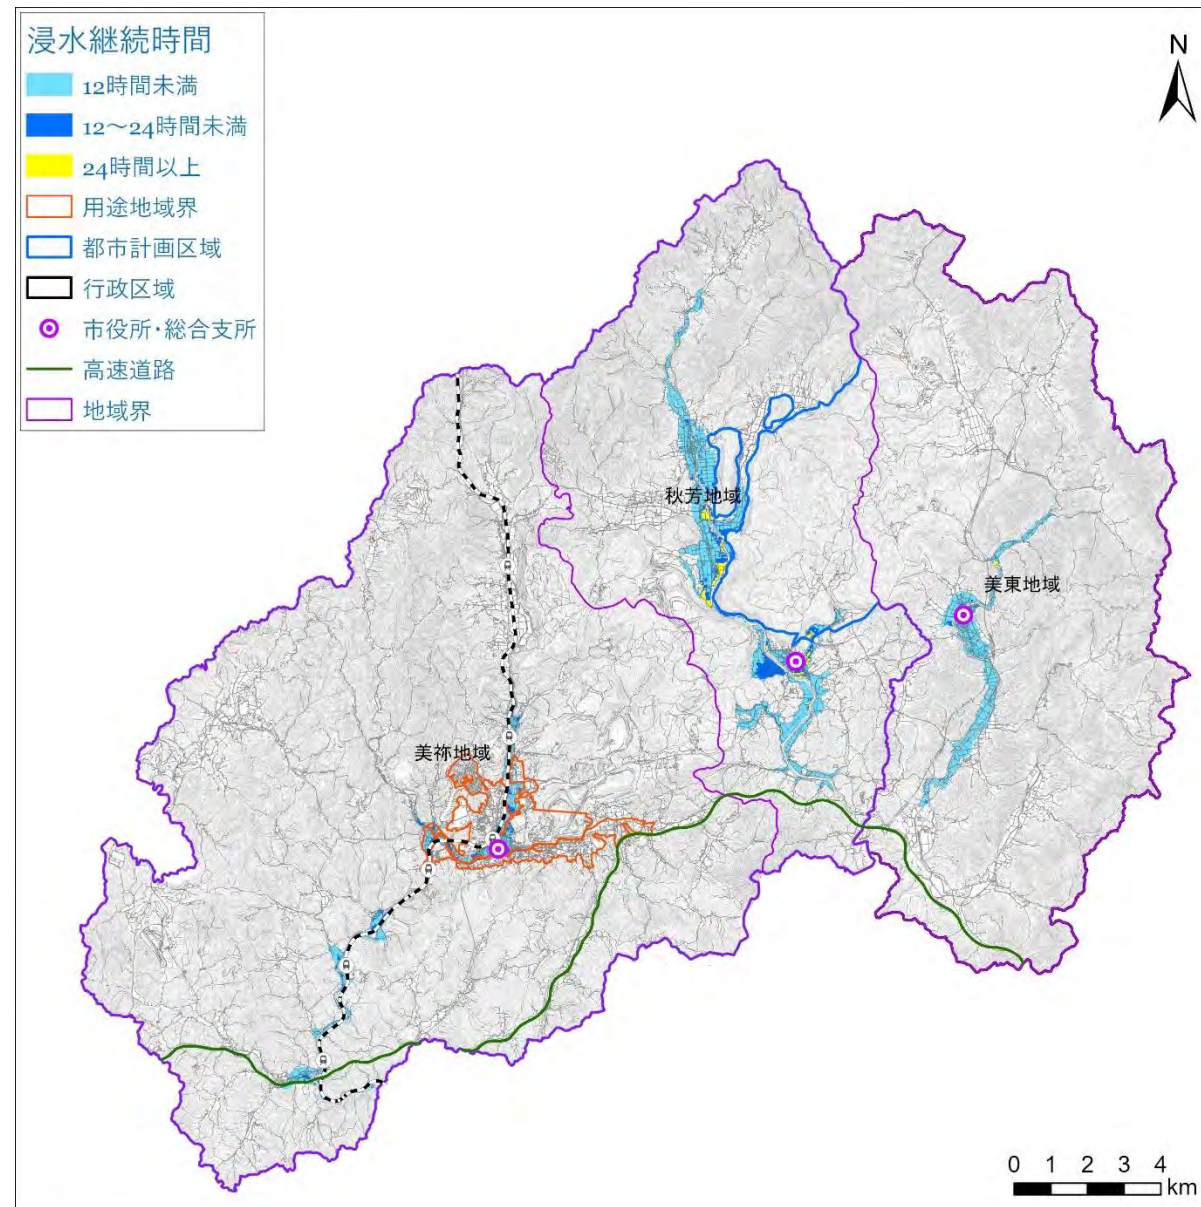 浸水継続時間
12時間未満
12～24時間未満
24時間以上
用途地域界
都市計画区域
行政区域
市役所・総合支所
高速道路
地域界
N
秋芳地域
美東地域
美祢地域
0 1 2 3 4
km